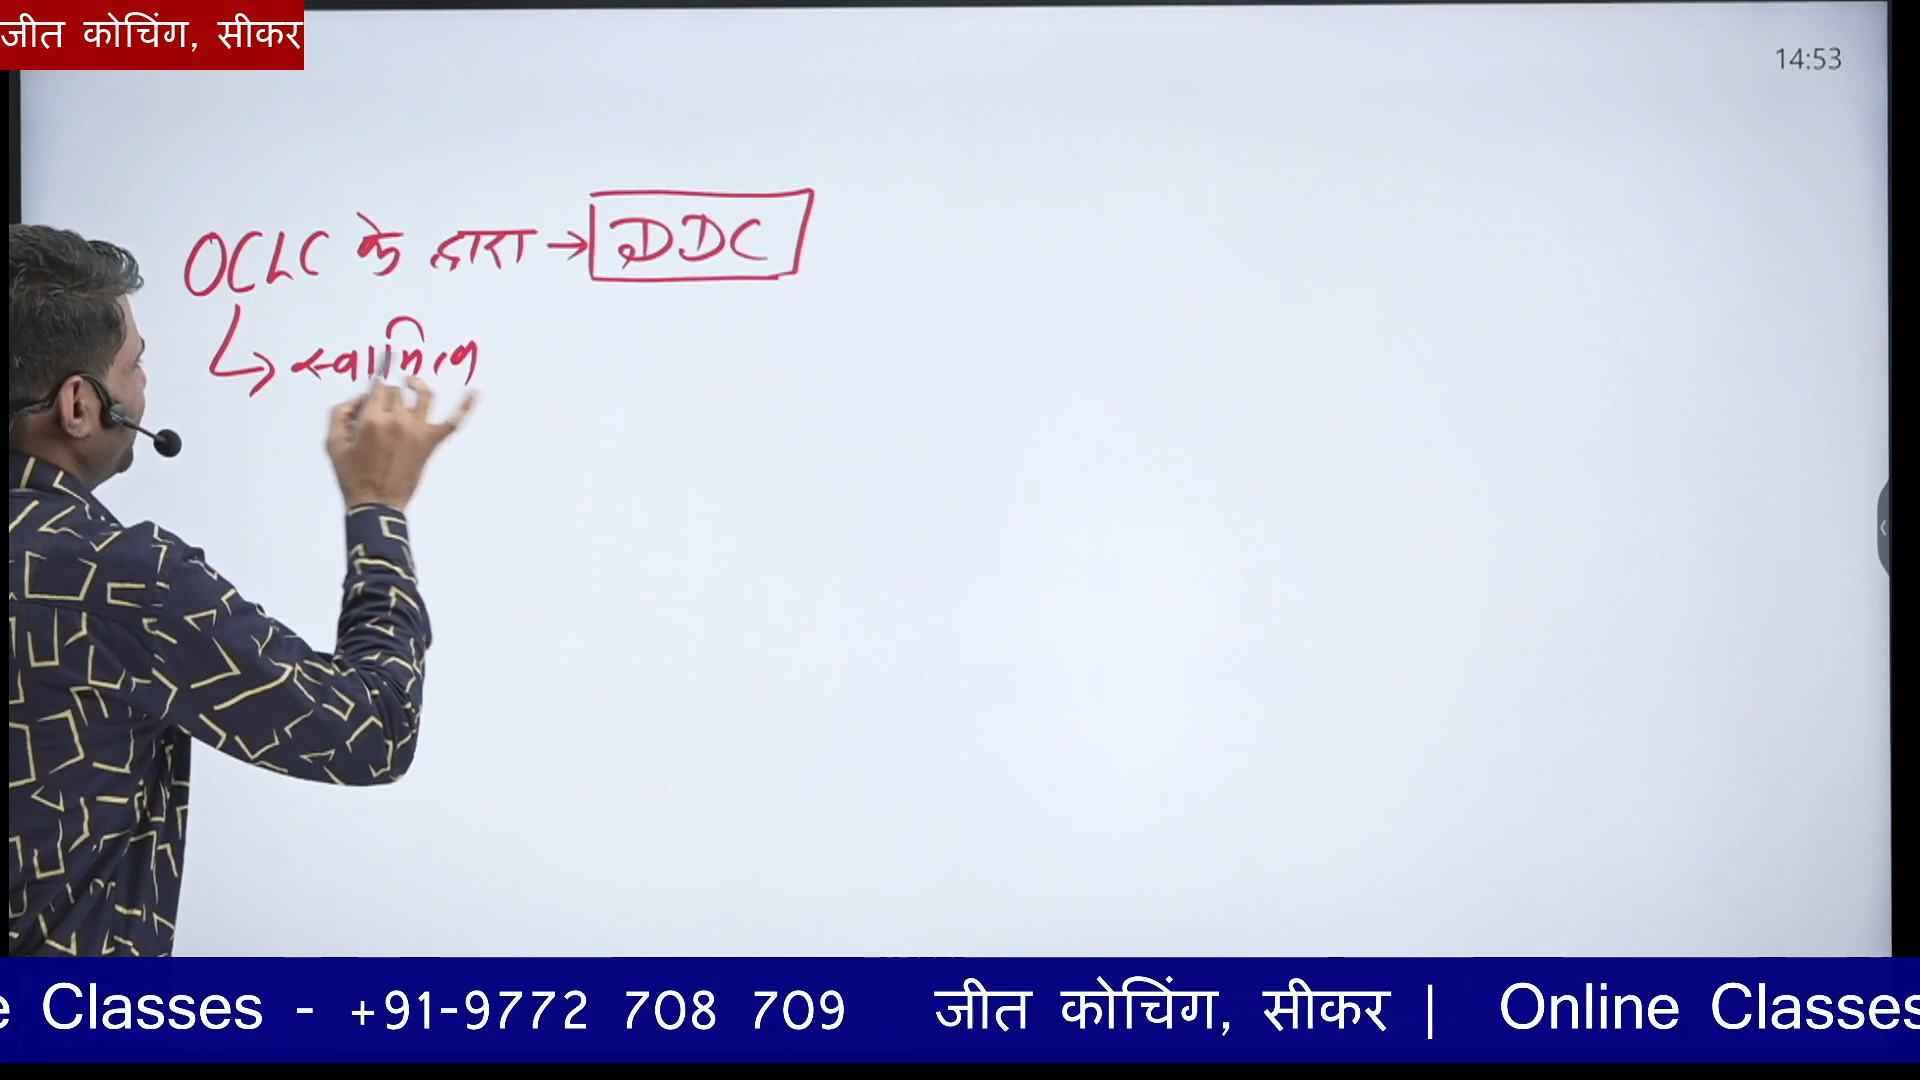 जीत कोचिंग, सीकर
14:53
OCLC के द्वारा → DDC
↳ स्वामित्व
e Classes - +91-9772 708 709 जीत कोचिंग, सीकर | Online Classes